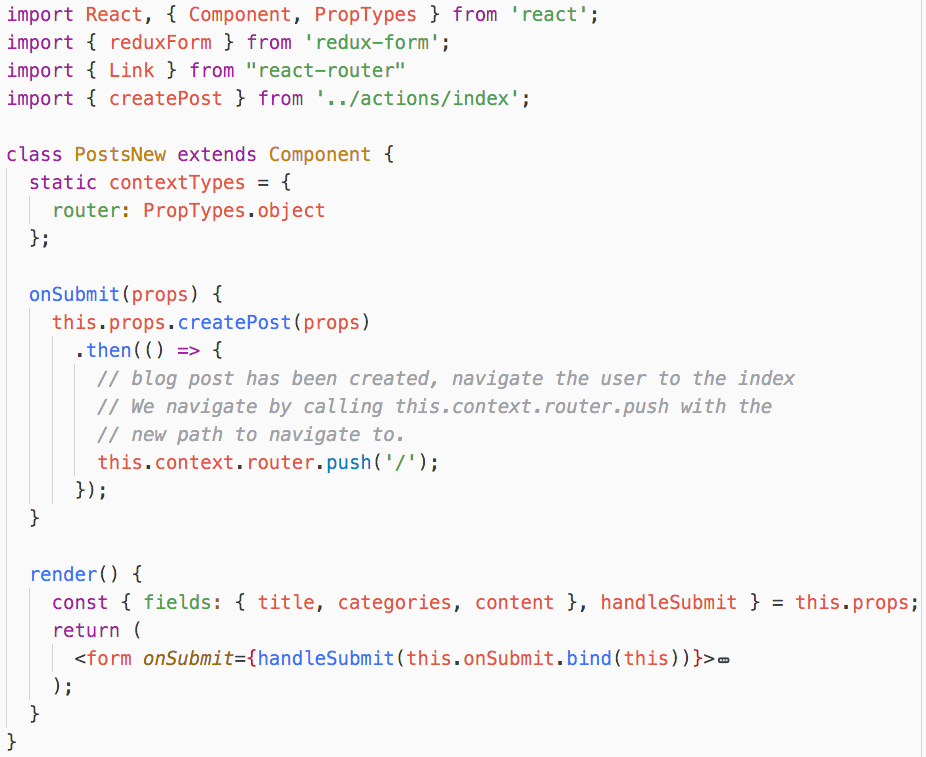 import React, { Component, PropTypes } from 'react';
import { reduxForm } from 'redux-form';
import { Link } from "react-router"
import { createPost } from '../actions/index';

class PostsNew extends Component {
  static contextTypes = {
    router: PropTypes.object
  };

  onSubmit(props) {
    this.props.createPost(props)
      .then(() => {
        // blog post has been created, navigate the user to the index
        // We navigate by calling this.context.router.push with the
        // new path to navigate to.
        this.context.router.push('/');
      });
  }

  render() {
    const { fields: { title, categories, content }, handleSubmit } = this.props;
    return (
      <form onSubmit={handleSubmit(this.onSubmit.bind(this))}>
    );
  }
}